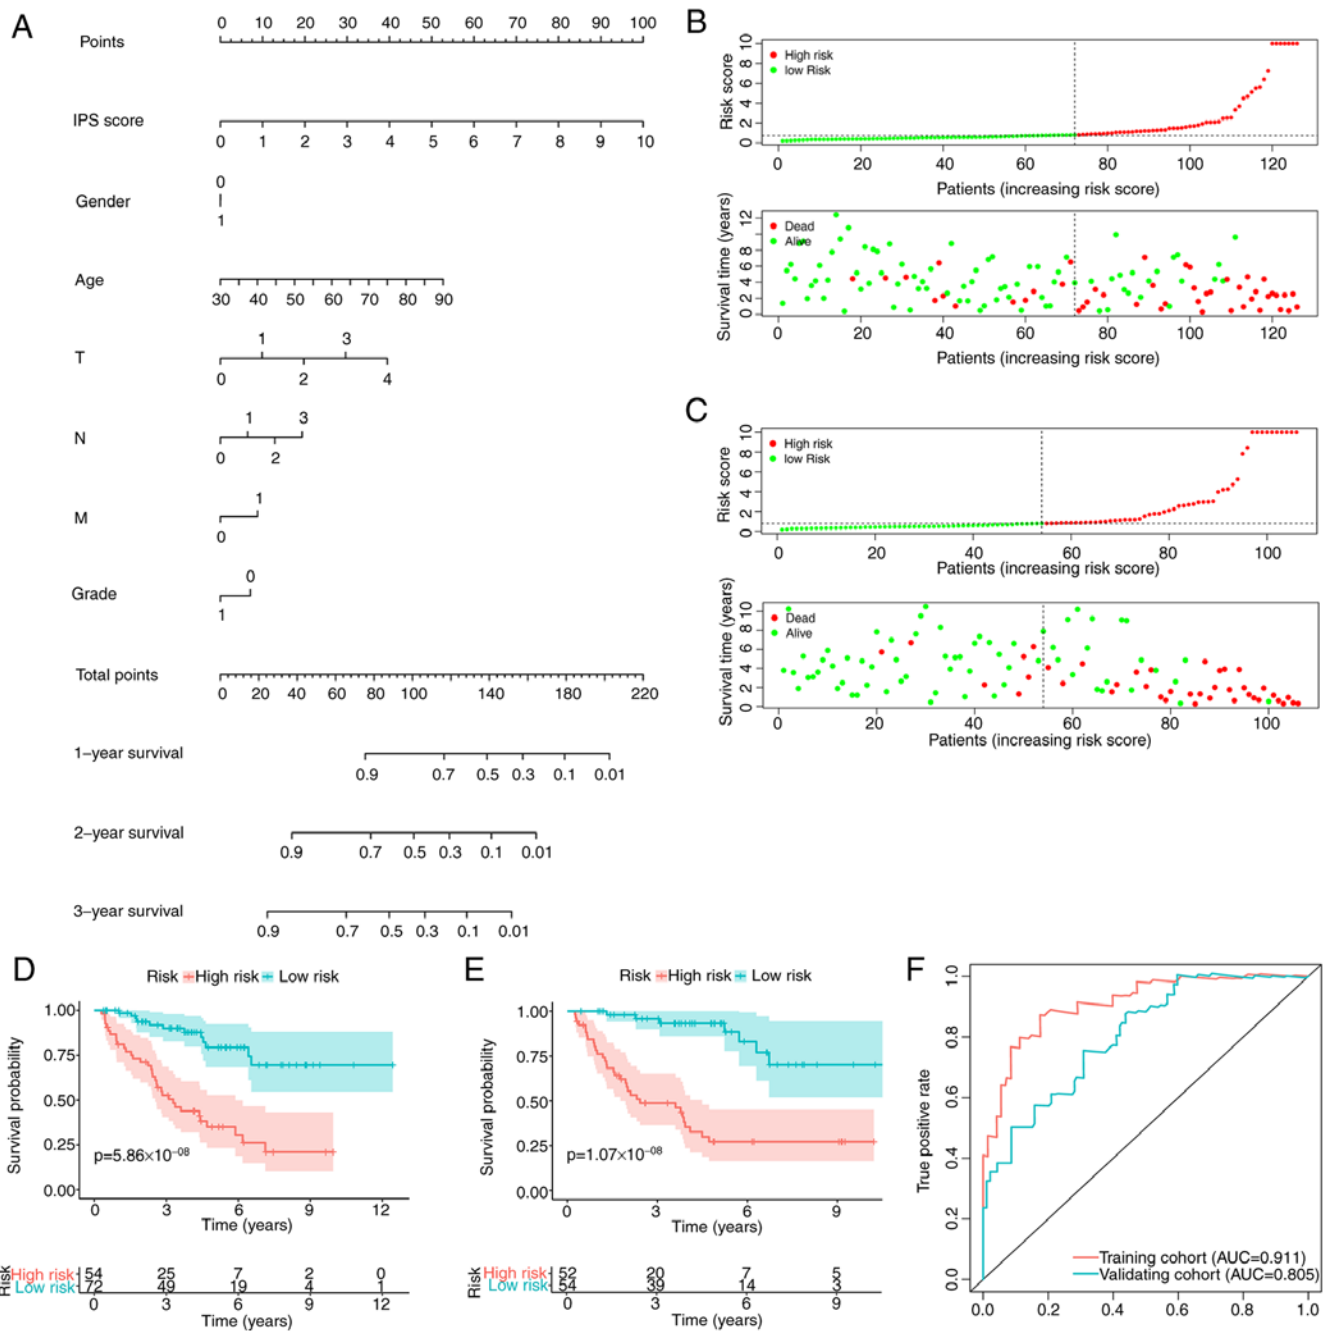 A
Points
0 10 20 30 40 50 60 70 80 90 100
IPS score
0 1 2 3 4 5 6 7 8 9 10
Gender
0
1
Age
30 40 50 60 70 80 90
T
1 3
0 2 4
N
1 3
0 2
M
1
0
Grade
0
1
Total points
0 20 40 60 80 100 120 140 160 180 200 220
1–year survival
0.9 0.7 0.5 0.3 0.1 0.01
2–year survival
0.9 0.7 0.5 0.3 0.1 0.01
3–year survival
0.9 0.7 0.5 0.3 0.1 0.01
B
Risk score
0 2 4 6 8 10
High risk
low Risk
0 20 40 60 80 100 120
Patients (increasing risk score)
Survival time (years)
0 2 4 6 8 12
Dead
Alive
0 20 40 60 80 100 120
Patients (increasing risk score)
C
Risk score
0 2 4 6 8 10
High risk
low Risk
0 20 40 60 80 100
Patients (increasing risk score)
Survival time (years)
0 2 4 6 8 10
Dead
Alive
0 20 40 60 80 100
Patients (increasing risk score)
D
Risk High risk Low risk
Survival probability
1.00
0.75
0.50
0.25
0.00
p=5.86×10⁻⁰⁸
0 3 6 9 12
Time (years)
Risk
High risk 54 25 7 2 0
Low risk 72 49 19 4 1
0 3 6 9 12
Time (years)
E
Risk High risk Low risk
Survival probability
1.00
0.75
0.50
0.25
0.00
p=1.07×10⁻⁰⁸
0 3 6 9
Time (years)
Risk
High risk 52 20 7 5
Low risk 54 39 14 3
0 3 6 9
Time (years)
F
True positive rate
1.0
0.8
0.6
0.4
0.2
0.0
Training cohort (AUC=0.911)
Validating cohort (AUC=0.805)
0.0 0.2 0.4 0.6 0.8 1.0